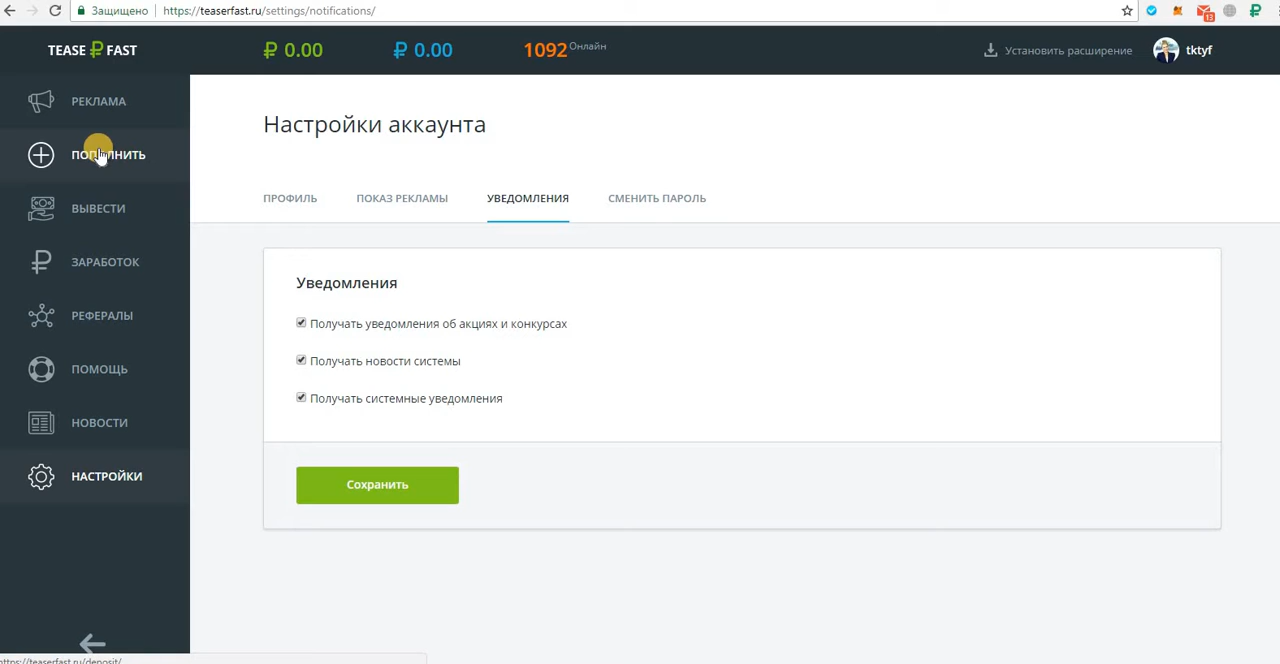 Защищено https://teaserfast.ru/settings/notifications/
13
TEASE ₽ FAST ₽ 0.00 ₽ 0.00 1092 Онлайн Установить расширение tktyf
РЕКЛАМА
ПОПОЛНИТЬ
ВЫВЕСТИ
ЗАРАБОТОК
РЕФЕРАЛЫ
ПОМОЩЬ
НОВОСТИ
НАСТРОЙКИ
Настройки аккаунта
ПРОФИЛЬ ПОКАЗ РЕКЛАМЫ УВЕДОМЛЕНИЯ СМЕНИТЬ ПАРОЛЬ
Уведомления
Получать уведомления об акциях и конкурсах
Получать новости системы
Получать системные уведомления
Сохранить
https://teaserfast.ru/deposit/